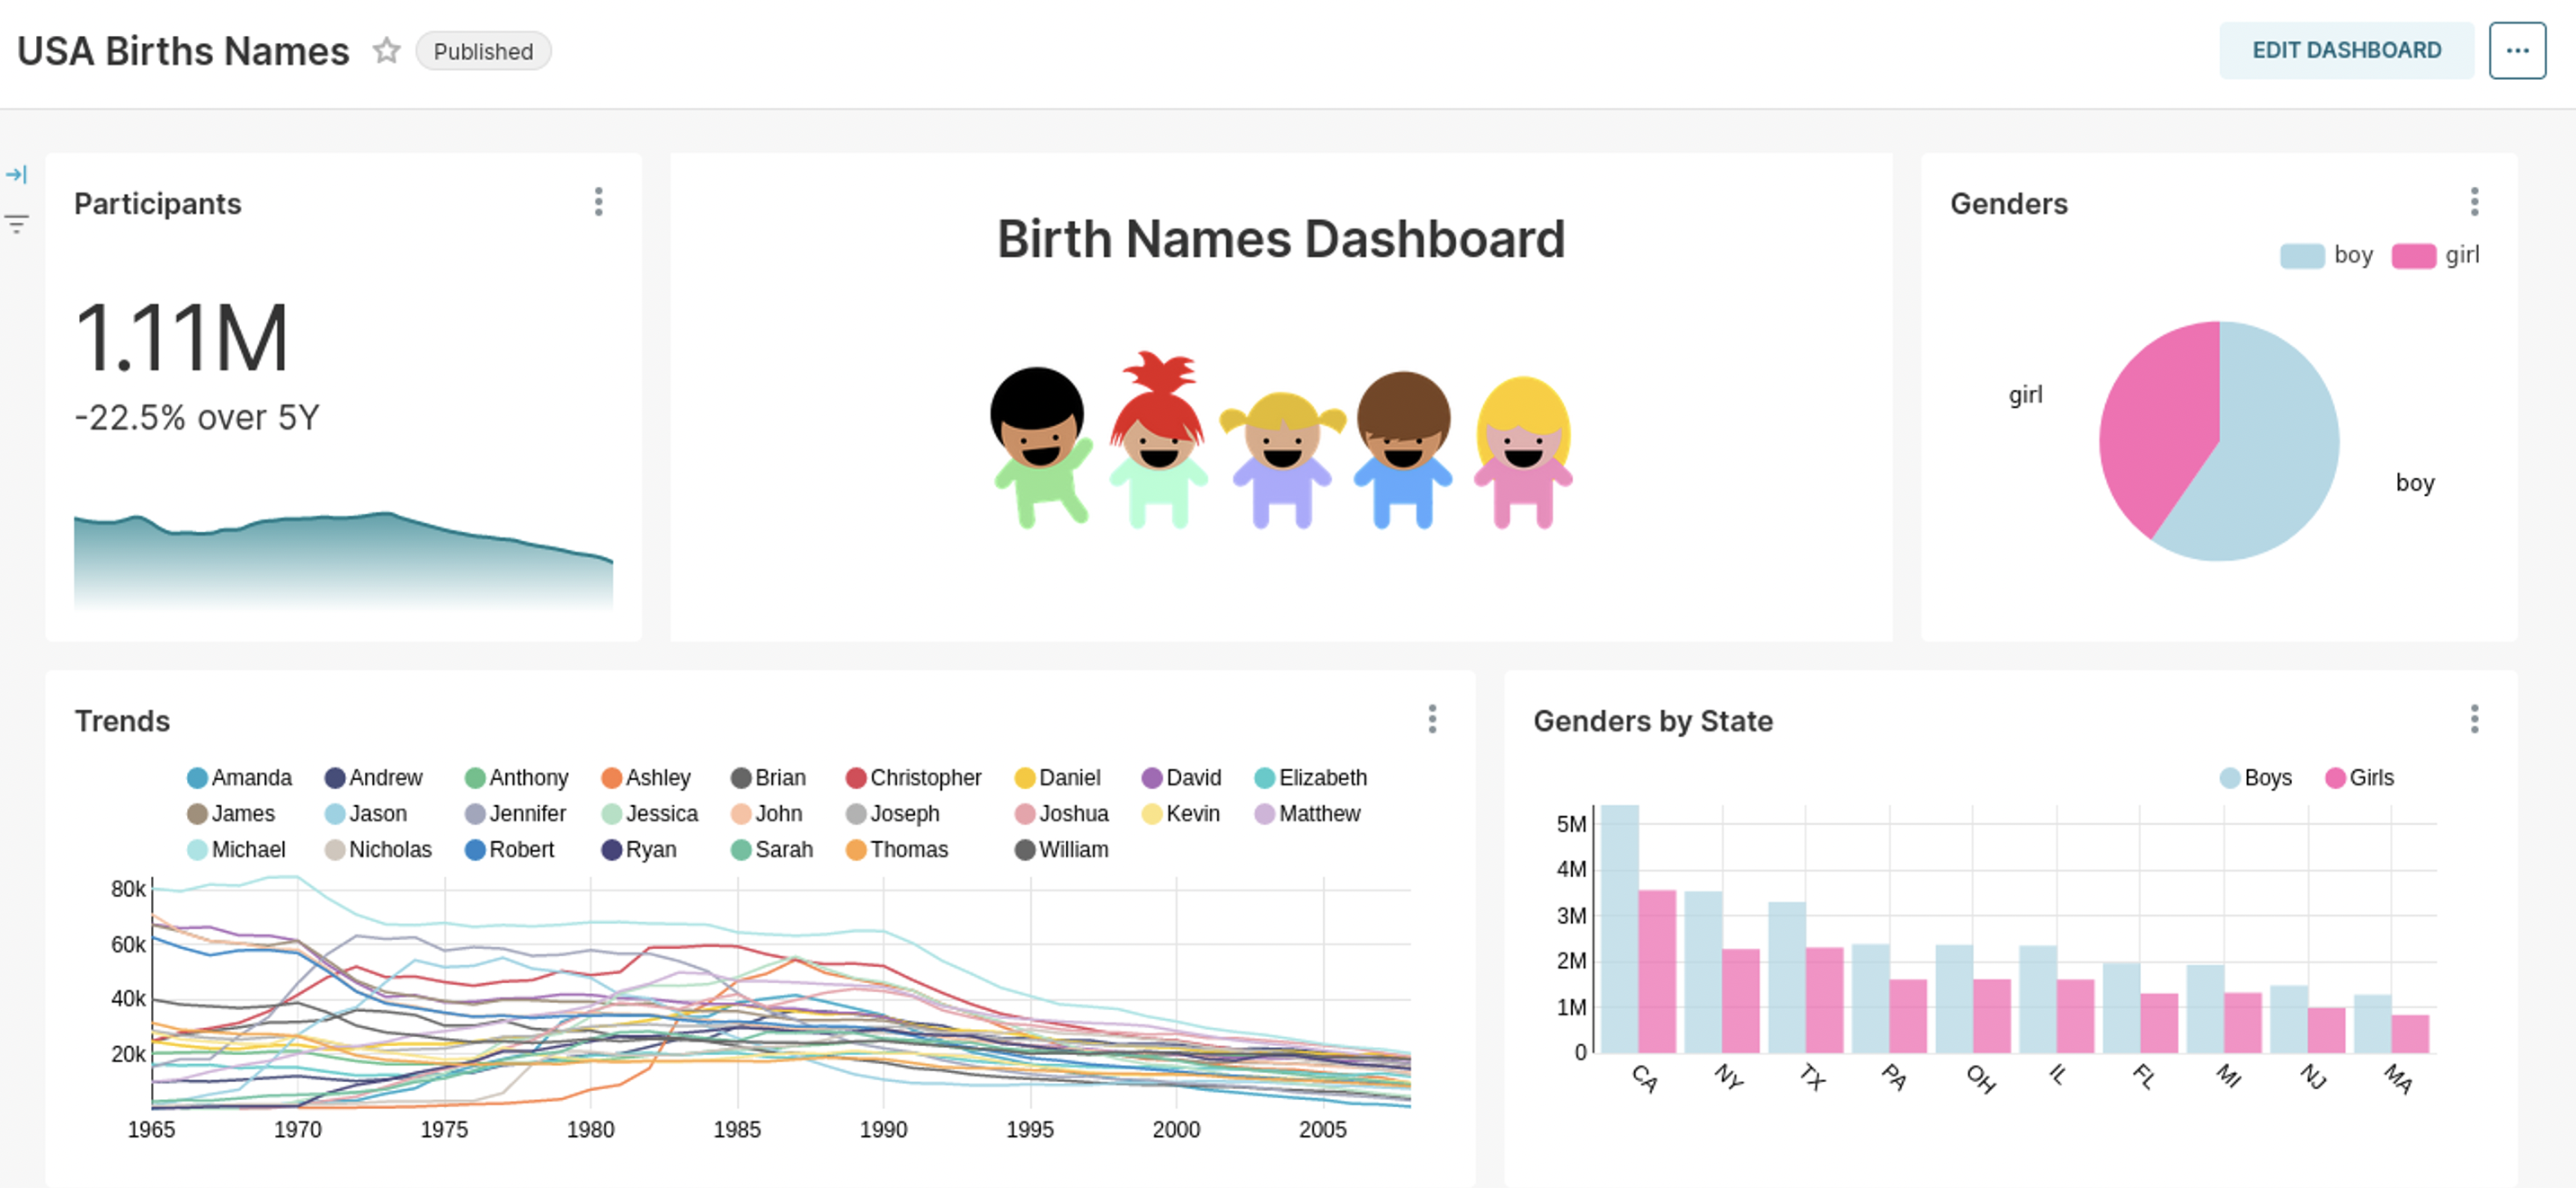 USA Births Names Published EDIT DASHBOARD ...
Participants
1.11M
-22.5% over 5Y
Birth Names Dashboard
Genders
boy girl
girl
boy
Trends
Amanda Andrew Anthony Ashley Brian Christopher Daniel David Elizabeth
James Jason Jennifer Jessica John Joseph Joshua Kevin Matthew
Michael Nicholas Robert Ryan Sarah Thomas William
80k
60k
40k
20k
1965 1970 1975 1980 1985 1990 1995 2000 2005
Genders by State
Boys Girls
5M
4M
3M
2M
1M
0
CA NY TX PA OH IL FL MI NJ MA